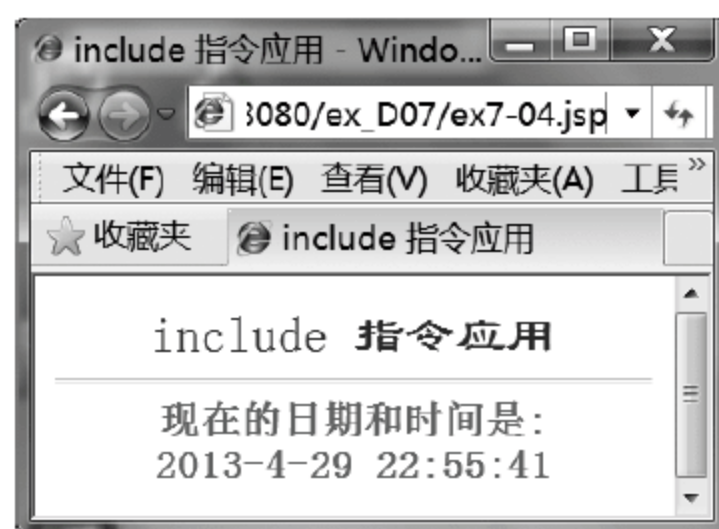 include 指令应用 - Windo...
3080/ex_D07/ex7-04.jsp
文件(F) 编辑(E) 查看(V) 收藏夹(A) 工具 »
收藏夹 include 指令应用
include 指令应用
现在的日期和时间是:
2013-4-29 22:55:41